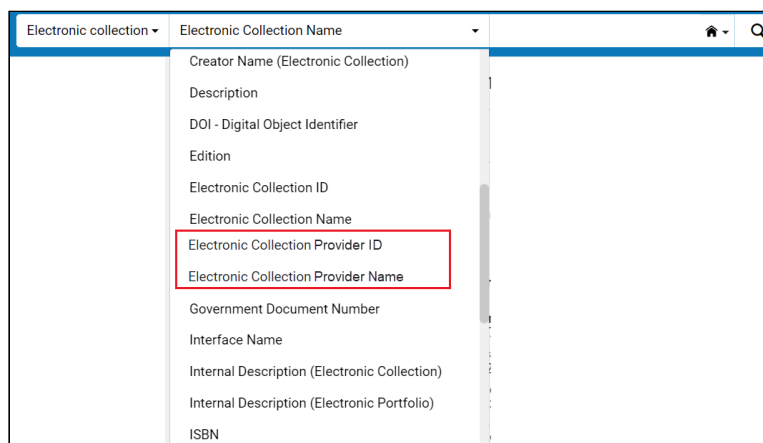 Electronic collection Electronic Collection Name
Creator Name (Electronic Collection)
Description
DOI - Digital Object Identifier
Edition
Electronic Collection ID
Electronic Collection Name
Electronic Collection Provider ID
Electronic Collection Provider Name
Government Document Number
Interface Name
Internal Description (Electronic Collection)
Internal Description (Electronic Portfolio)
ISBN